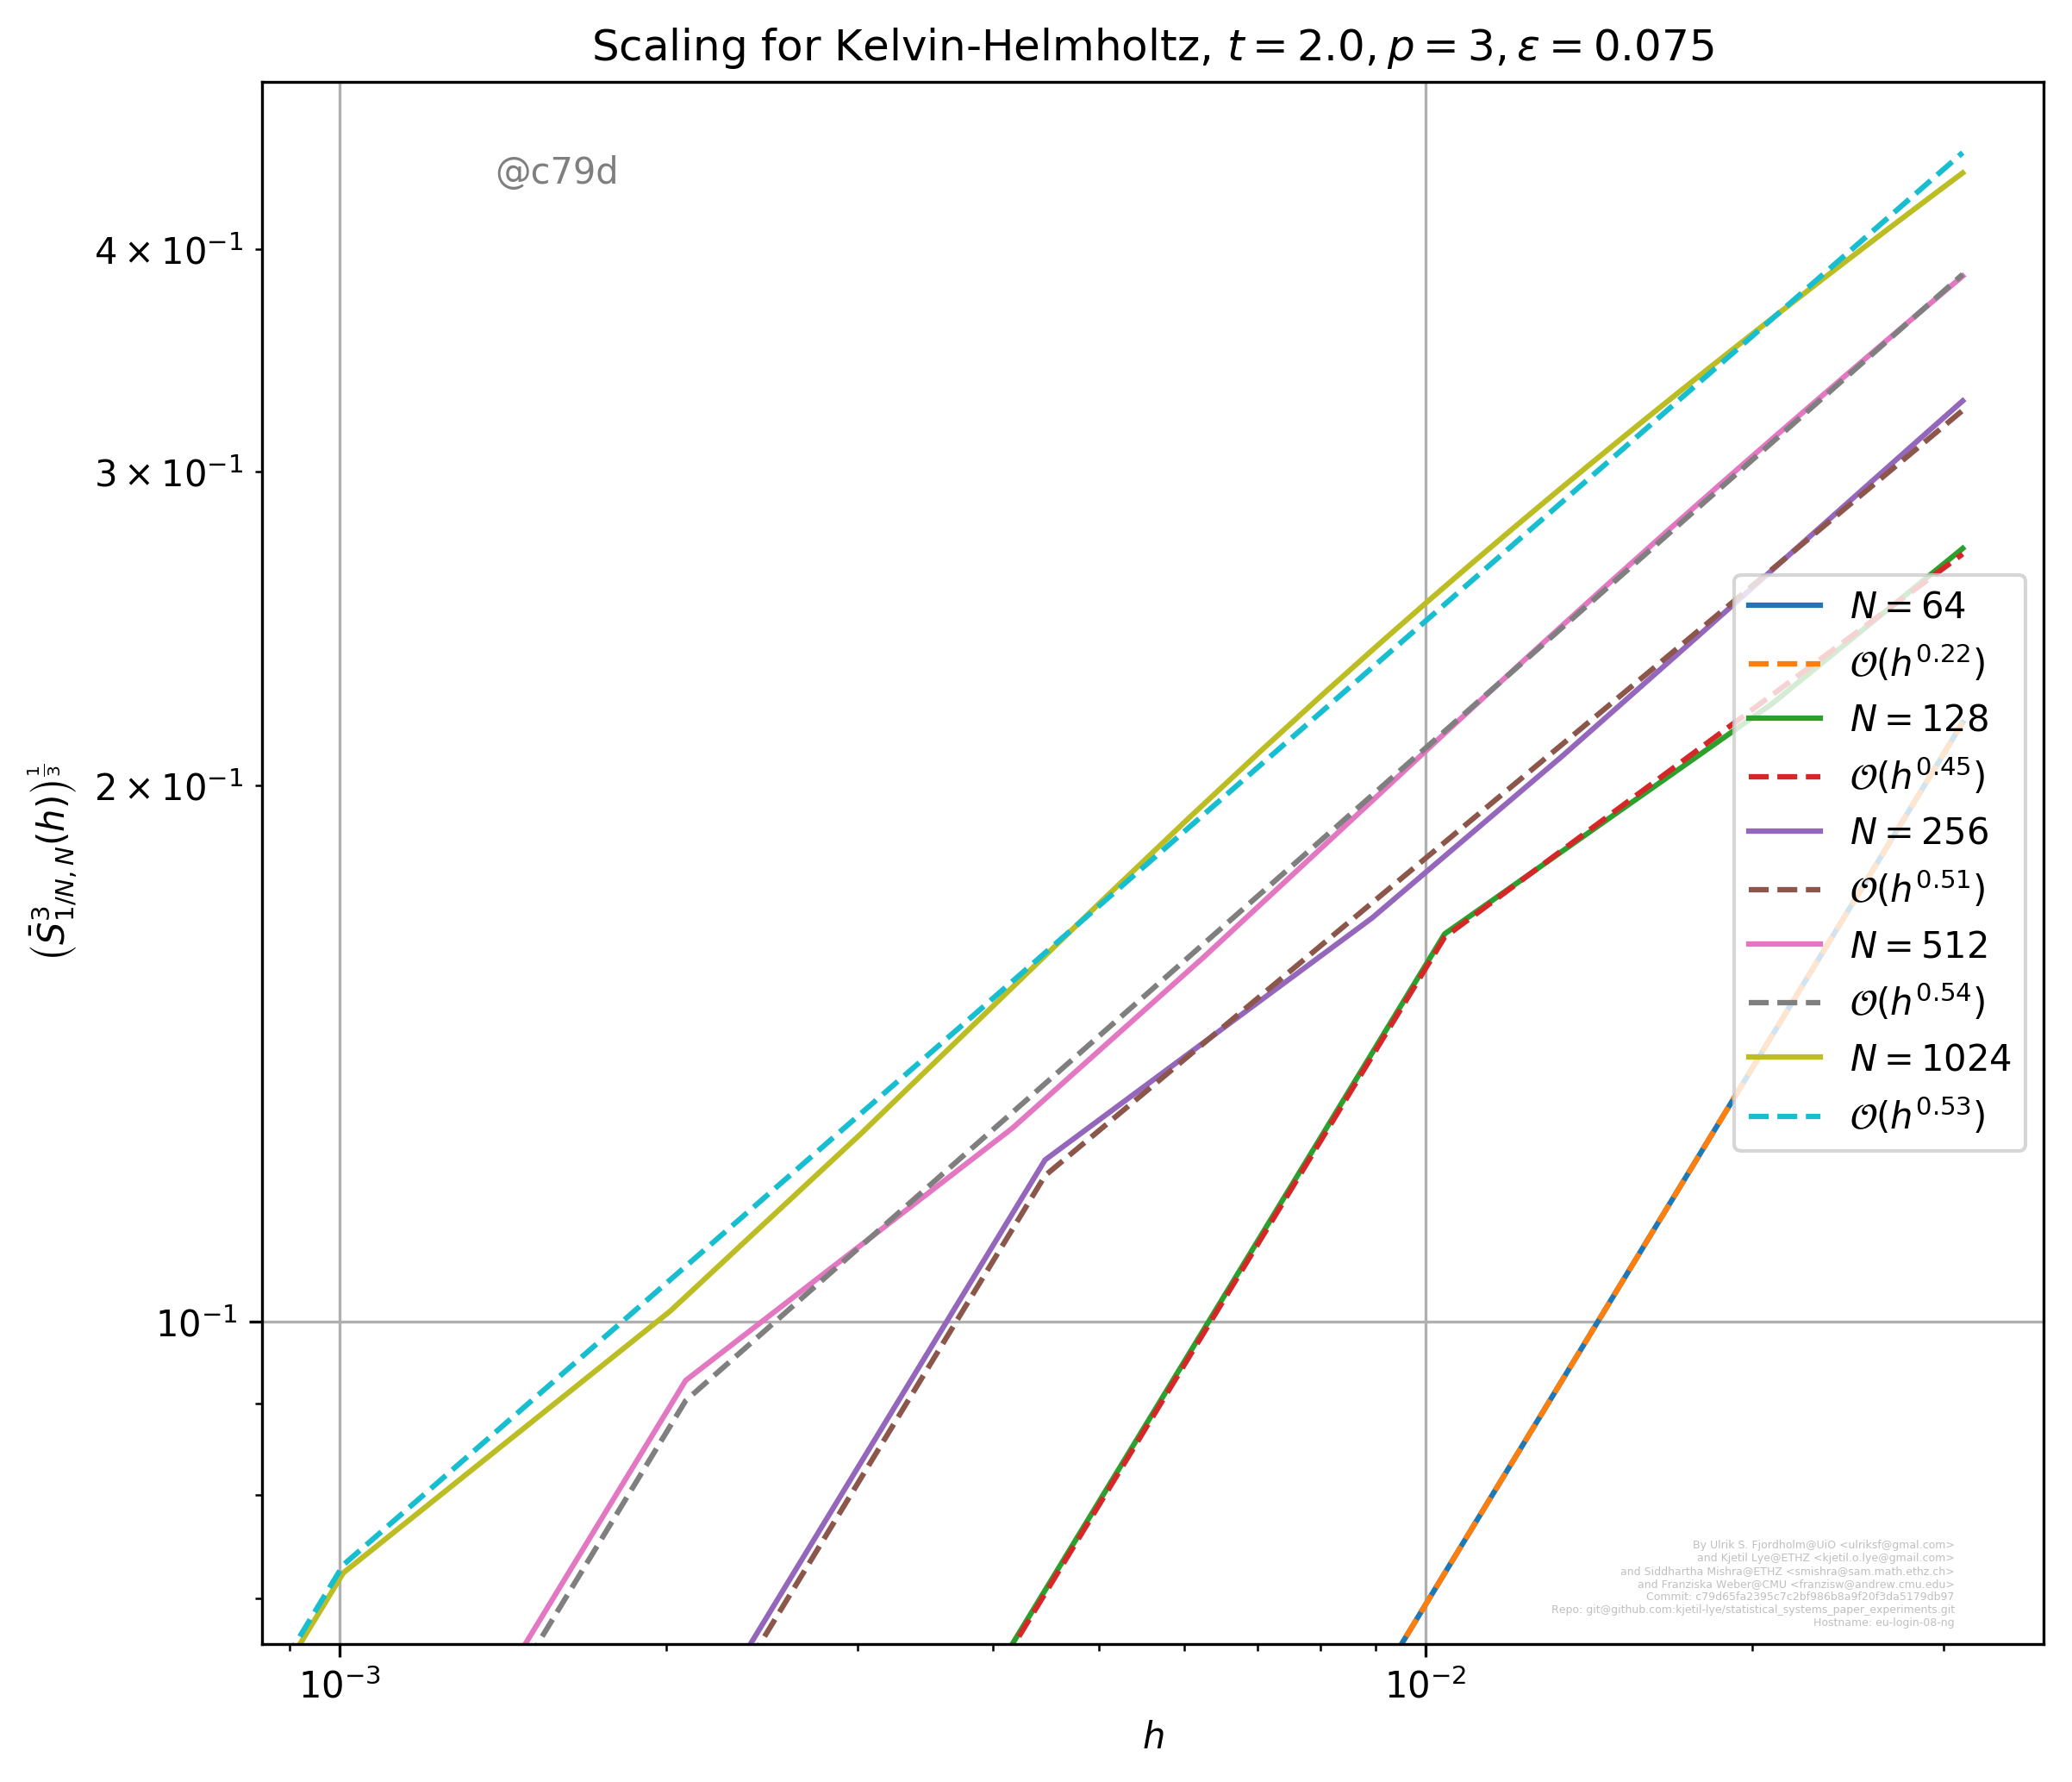 Scaling for Kelvin-Helmholtz, t = 2.0, p = 3, ε = 0.075
@c79d
4 × 10⁻¹
3 × 10⁻¹
2 × 10⁻¹
10⁻¹
(S̄³₁/N, N(h))^(1/3)
N = 64
𝒪(h^0.22)
N = 128
𝒪(h^0.45)
N = 256
𝒪(h^0.51)
N = 512
𝒪(h^0.54)
N = 1024
𝒪(h^0.53)
By Ulrik S. Fjordholm@UiO <ulriksf@gmal.com>
and Kjetil Lye@ETHZ <kjetil.o.lye@gmail.com>
and Siddhartha Mishra@ETHZ <smishra@sam.math.ethz.ch>
and Franziska Weber@CMU <franzisw@andrew.cmu.edu>
Commit: c79d65fa2395c7c2bf986b8a9f20f3da5179db97
Repo: git@github.com:kjetil-lye/statistical_systems_paper_experiments.git
Hostname: eu-login-08-ng
10⁻³
10⁻²
h